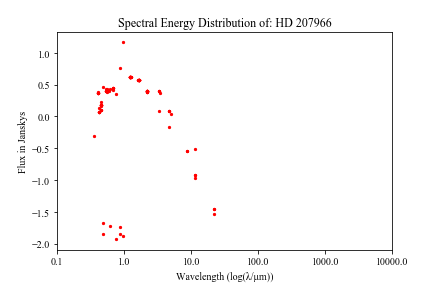 Spectral Energy Distribution of: HD 207966
Flux in Janskys
1.0
0.5
0.0
−0.5
−1.0
−1.5
−2.0
0.1 1.0 10.0 100.0 1000.0 10000.0
Wavelength (log(λ/μm))